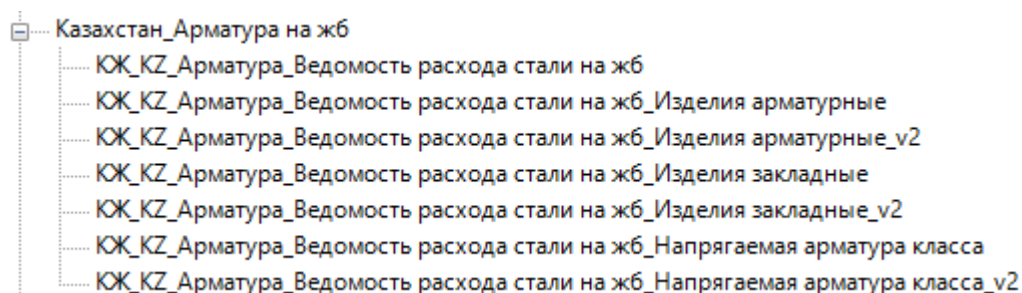 Казахстан_Арматура на жб
КЖ_KZ_Арматура_Ведомость расхода стали на жб
КЖ_KZ_Арматура_Ведомость расхода стали на жб_Изделия арматурные
КЖ_KZ_Арматура_Ведомость расхода стали на жб_Изделия арматурные_v2
КЖ_KZ_Арматура_Ведомость расхода стали на жб_Изделия закладные
КЖ_KZ_Арматура_Ведомость расхода стали на жб_Изделия закладные_v2
КЖ_KZ_Арматура_Ведомость расхода стали на жб_Напрягаемая арматура класса
КЖ_KZ_Арматура_Ведомость расхода стали на жб_Напрягаемая арматура класса_v2